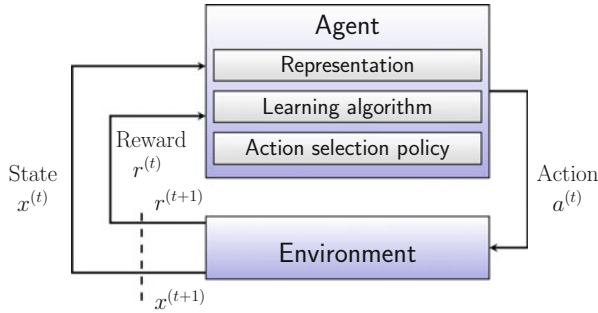 Agent
Representation
Learning algorithm
Action selection policy
Reward
r^{(t)}
State
x^{(t)}
Action
a^{(t)}
r^{(t+1)}
Environment
x^{(t+1)}